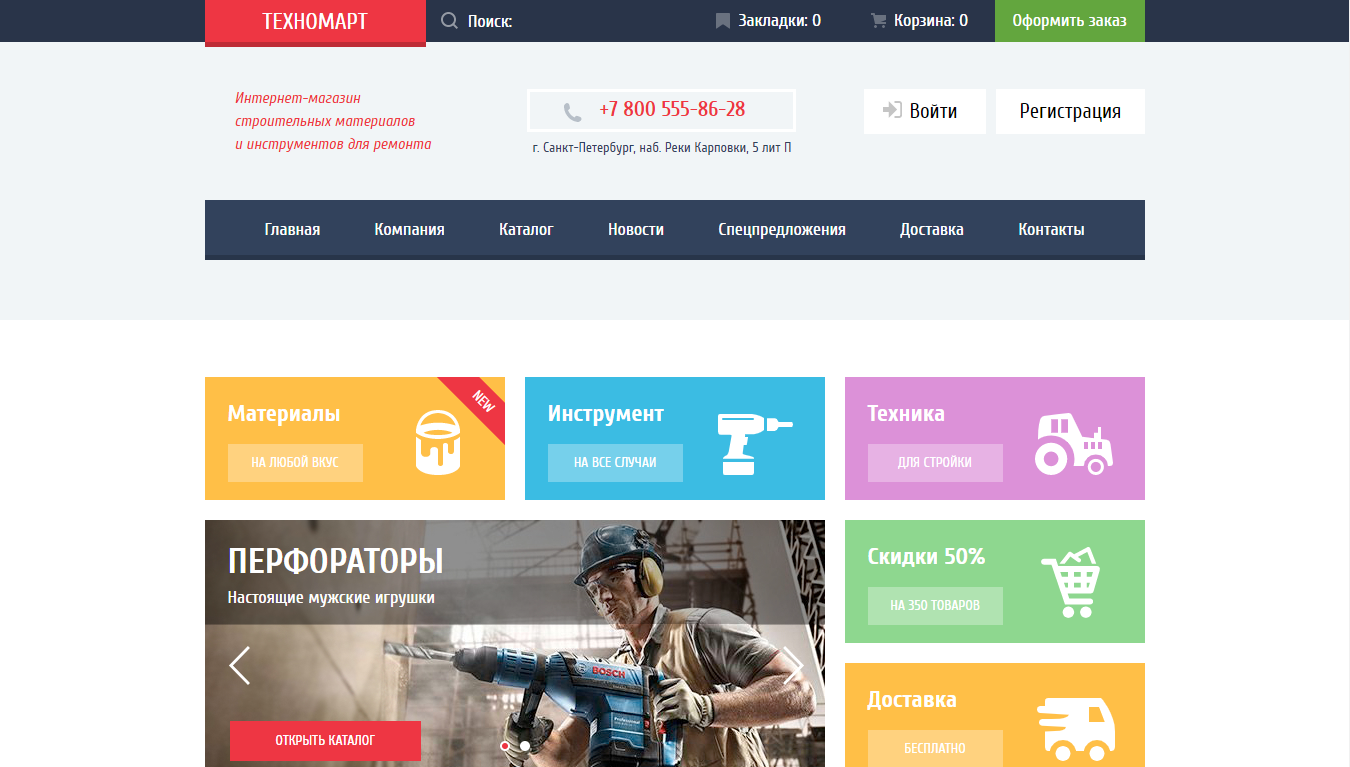 ТЕХНОМАРТ
Поиск:
Закладки: 0
Корзина: 0
Оформить заказ
Интернет-магазин
строительных материалов
и инструментов для ремонта
+7 800 555-86-28
г. Санкт-Петербург, наб. Реки Карповки, 5 лит П
Войти
Регистрация
Главная
Компания
Каталог
Новости
Спецпредложения
Доставка
Контакты
Материалы
NEW
НА ЛЮБОЙ ВКУС
Инструмент
НА ВСЕ СЛУЧАИ
Техника
ДЛЯ СТРОЙКИ
ПЕРФОРАТОРЫ
Настоящие мужские игрушки
BOSCH
Professional
ОТКРЫТЬ КАТАЛОГ
Скидки 50%
НА 350 ТОВАРОВ
Доставка
БЕСПЛАТНО